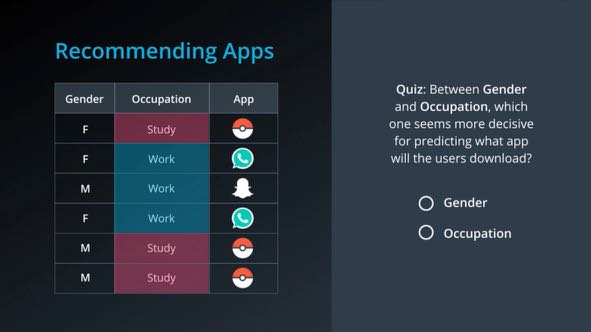 Recommending Apps
Gender Occupation App
F Study
F Work
M Work
F Work
M Study
M Study
Quiz: Between Gender
and Occupation, which
one seems more decisive
for predicting what app
will the users download?
Gender
Occupation